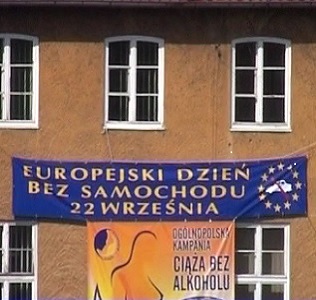 EUROPEJSKI DZIEŃ
BEZ SAMOCHODU
22 WRZEŚNIA
OGÓLNOPOLSKA
KAMPANIA
CIĄŻA BEZ
ALKOHOLU